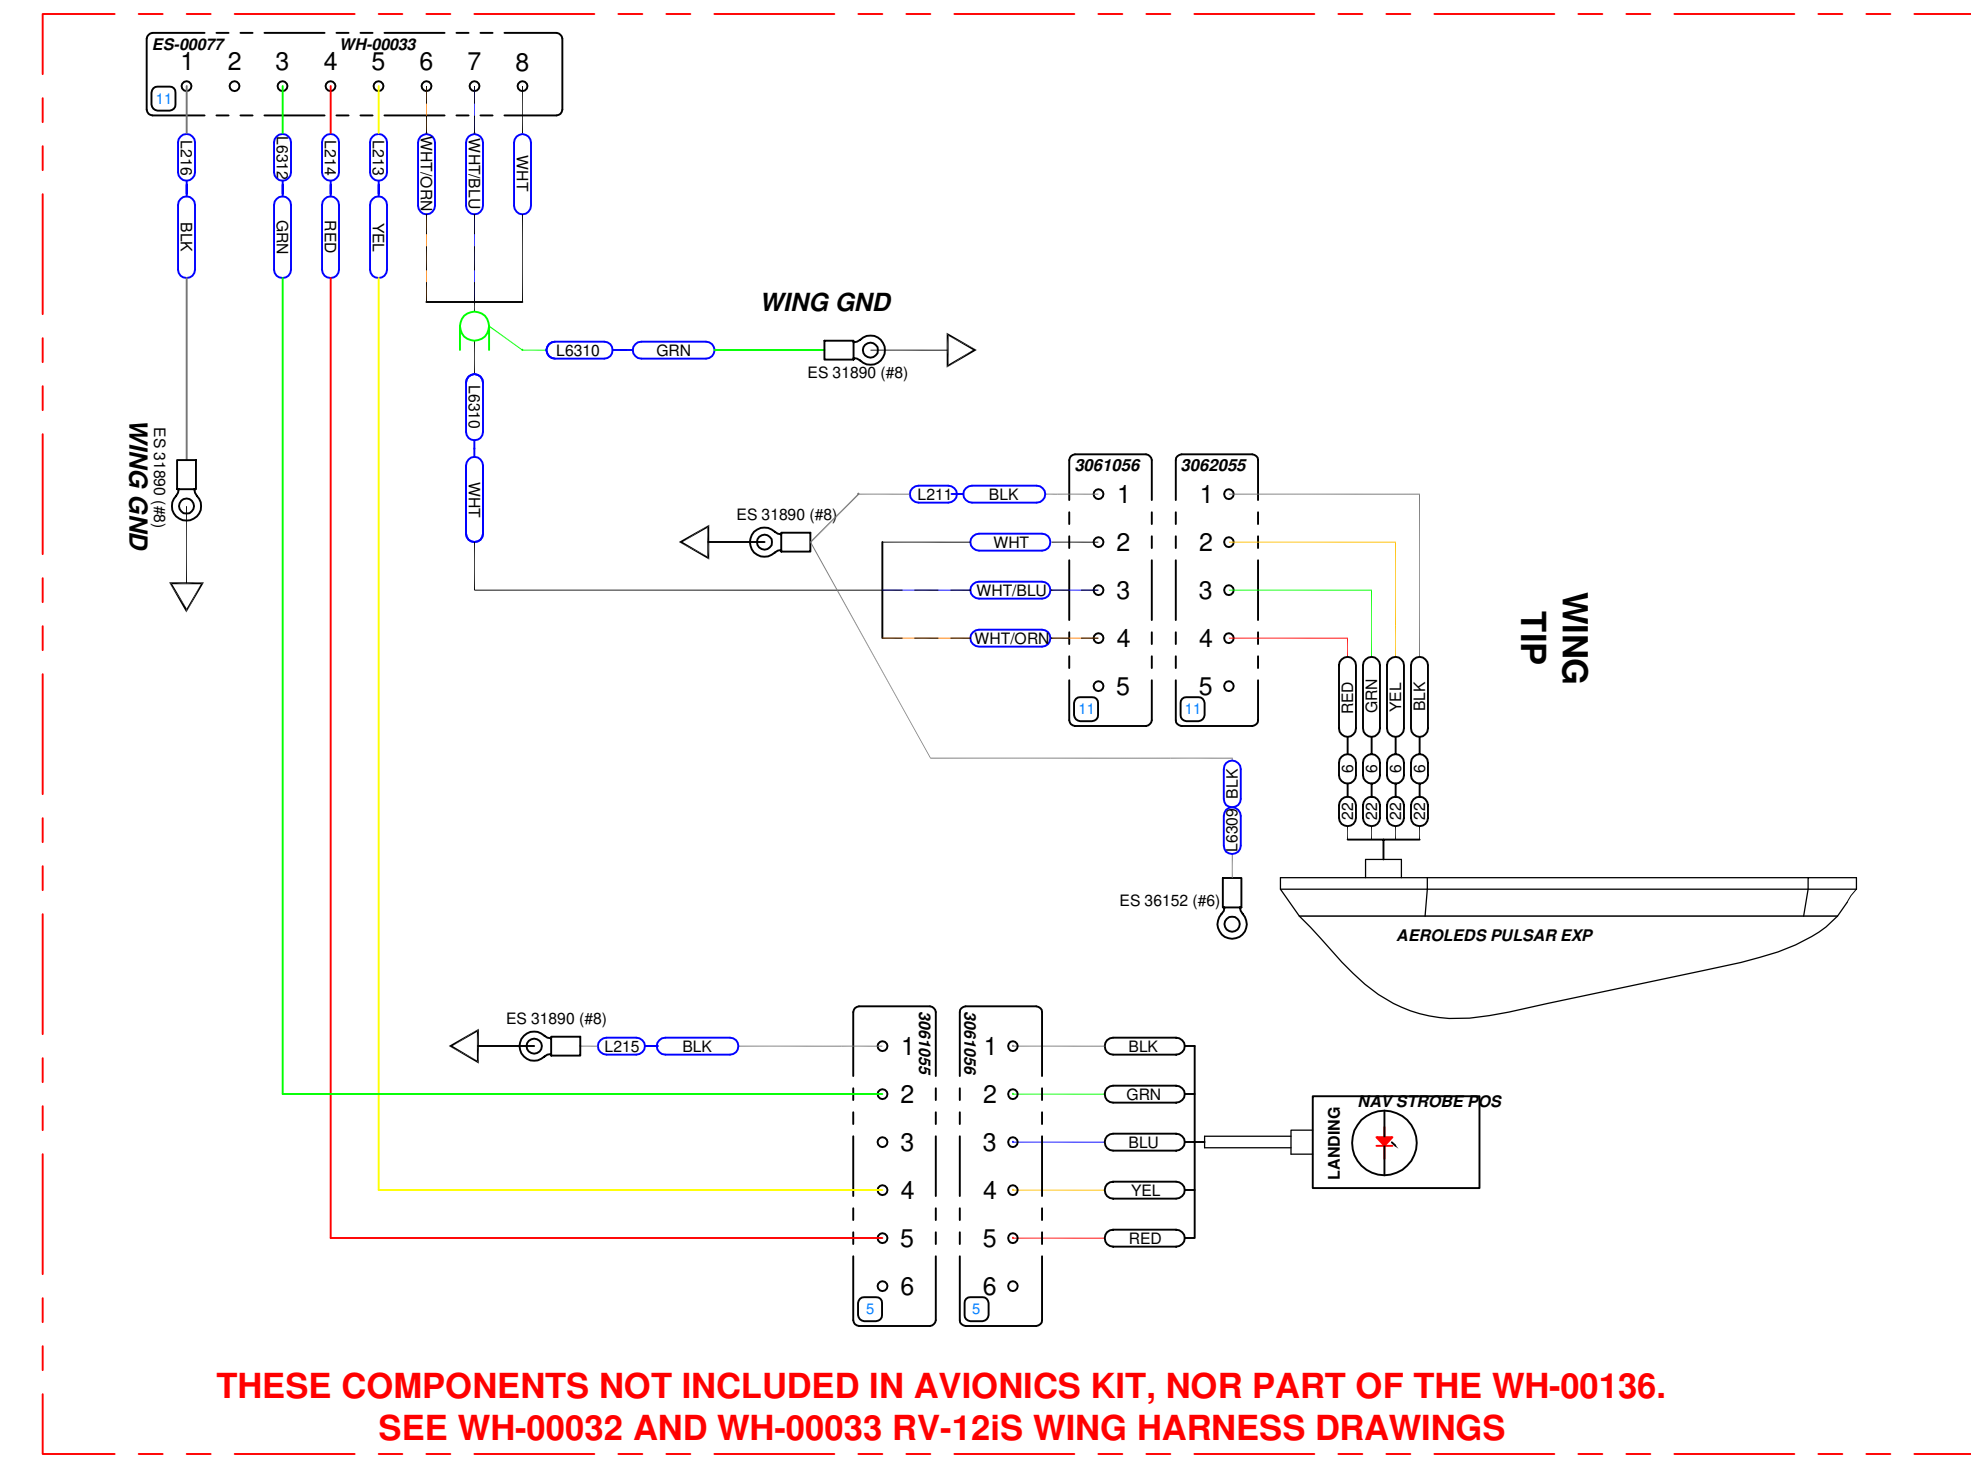 ES-00077 WH-00033
1 2 3 4 5 6 7 8
11
L216 L6312 L214 L213 WHT/ORN WHT/BLU WHT
BLK GRN RED YEL
WING GND
L6310 GRN
ES 31890 (#8)
L6310
WHT
WING GND
ES 31890 (#8)
3061056 3062055
L211 BLK 1 1
ES 31890 (#8)
WHT 2 2
WHT/BLU 3 3
WHT/ORN 4 4
5 5
11 11
WING
TIP
RED GRN YEL BLK
6 6 6 6
22 22 22 22
BLK
L6309
ES 36152 (#6)
AEROLEDS PULSAR EXP
ES 31890 (#8)
L215 BLK
3061055 3061056
1 1 BLK
2 2 GRN
3 3 BLU
4 4 YEL
5 5 RED
6 6
5 5
NAV STROBE POS
LANDING
THESE COMPONENTS NOT INCLUDED IN AVIONICS KIT, NOR PART OF THE WH-00136.
SEE WH-00032 AND WH-00033 RV-12iS WING HARNESS DRAWINGS